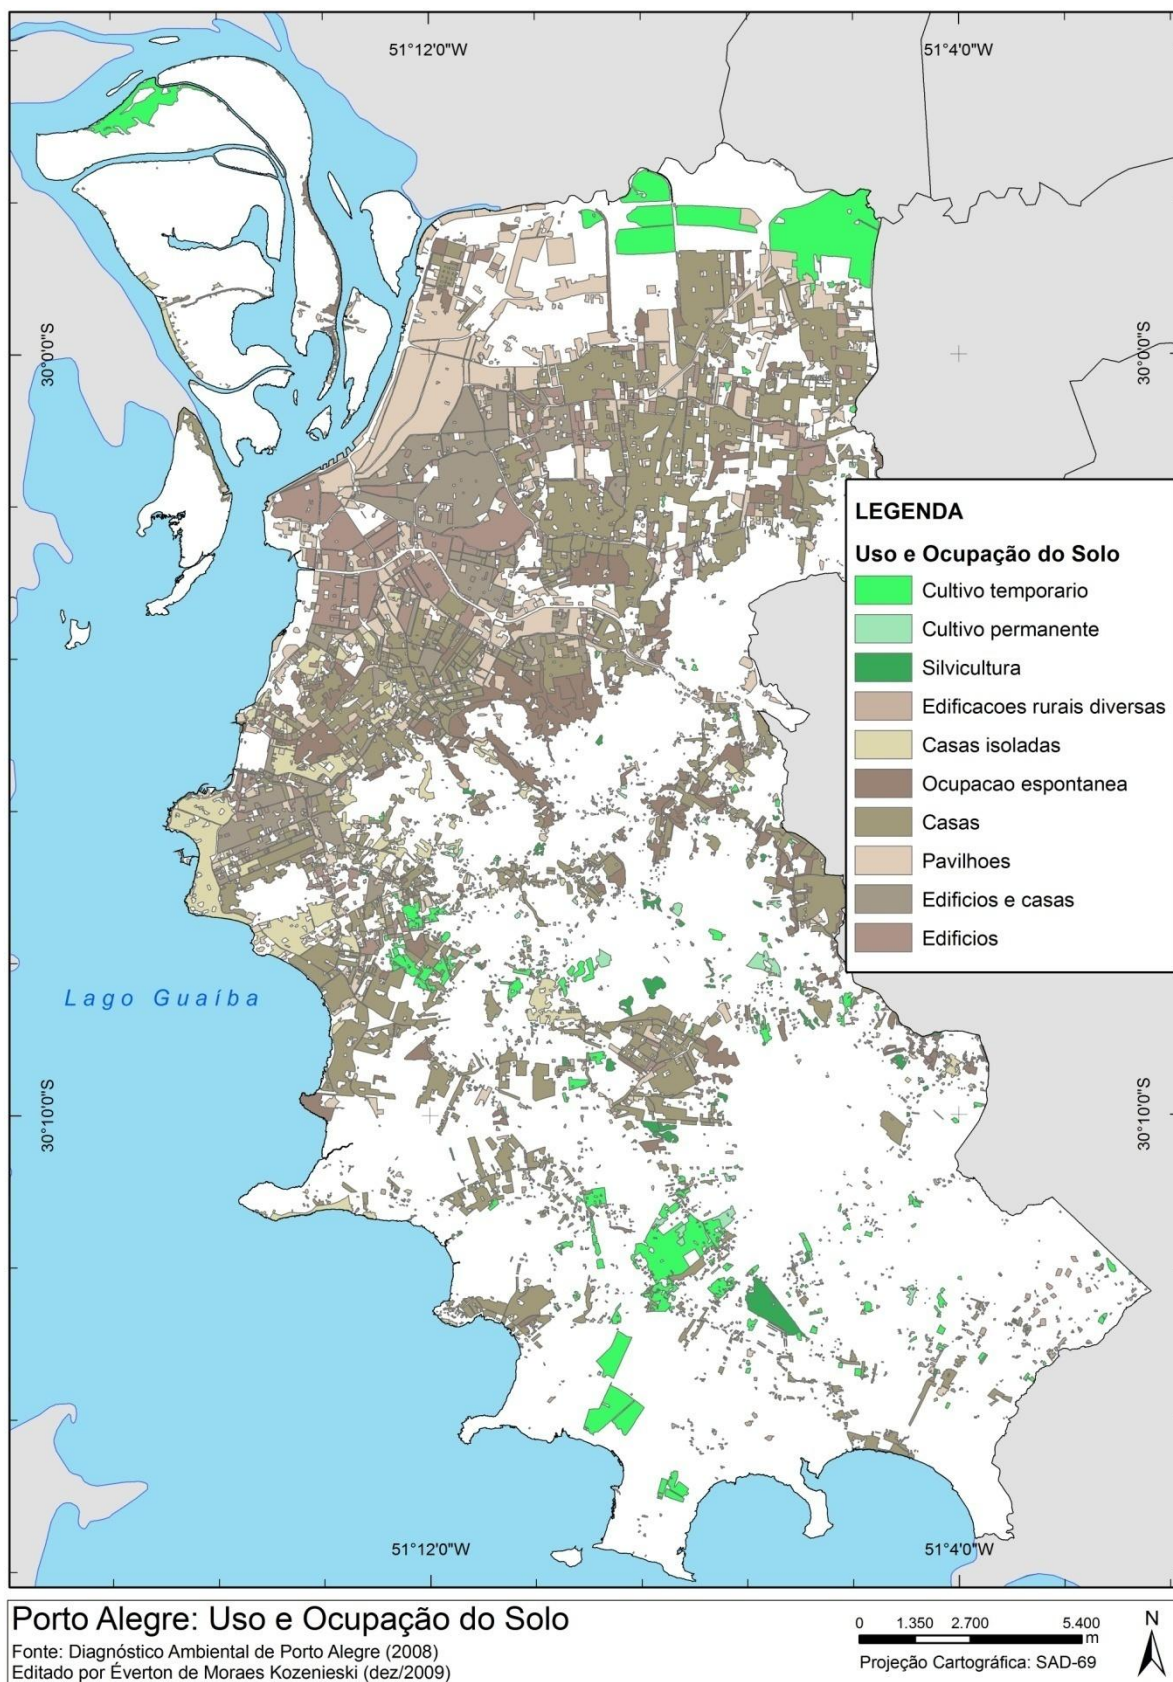 51°12'0"W
51°4'0"W
30°0'0"S
30°0'0"S
LEGENDA
Uso e Ocupação do Solo
Cultivo temporario
Cultivo permanente
Silvicultura
Edificacoes rurais diversas
Casas isoladas
Ocupacao espontanea
Casas
Pavilhoes
Edificios e casas
Edificios
Lago Guaíba
30°10'0"S
30°10'0"S
51°12'0"W
51°4'0"W
Porto Alegre: Uso e Ocupação do Solo
Fonte: Diagnóstico Ambiental de Porto Alegre (2008)
Editado por Éverton de Moraes Kozenieski (dez/2009)
0 1.350 2.700 5.400
m
Projeção Cartográfica: SAD-69
N